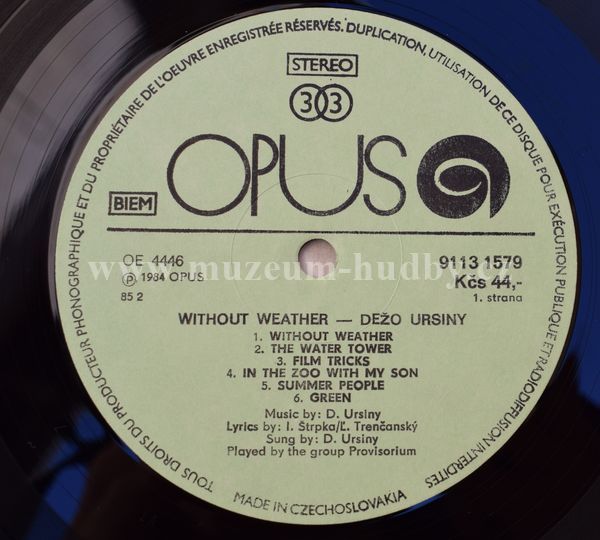 TOUS DROITS DU PRODUCTEUR PHONOGRAPHIQUE ET DU PROPRIÉTAIRE DE L'OEUVRE ENREGISTRÉE RÉSERVÉS. DUPLICATION, UTILISATION DE CE DISQUE POUR EXÉCUTION PUBLIQUE ET RADIODIFFUSION INTERDITES
STEREO
33
OPUS
BIEM
OE 4446
9113 1579
Ⓟ 1984 OPUS
Kčs 44,-
85 2
1. strana
www.muzeum-hudby.cz
WITHOUT WEATHER — DEŽO URSINY
1. WITHOUT WEATHER
2. THE WATER TOWER
3. FILM TRICKS
4. IN THE ZOO WITH MY SON
5. SUMMER PEOPLE
6. GREEN
Music by: D. Ursiny
Lyrics by: I. Štrpka/Ľ. Trenčanský
Sung by: D. Ursiny
Played by the group Provisorium
MADE IN CZECHOSLOVAKIA